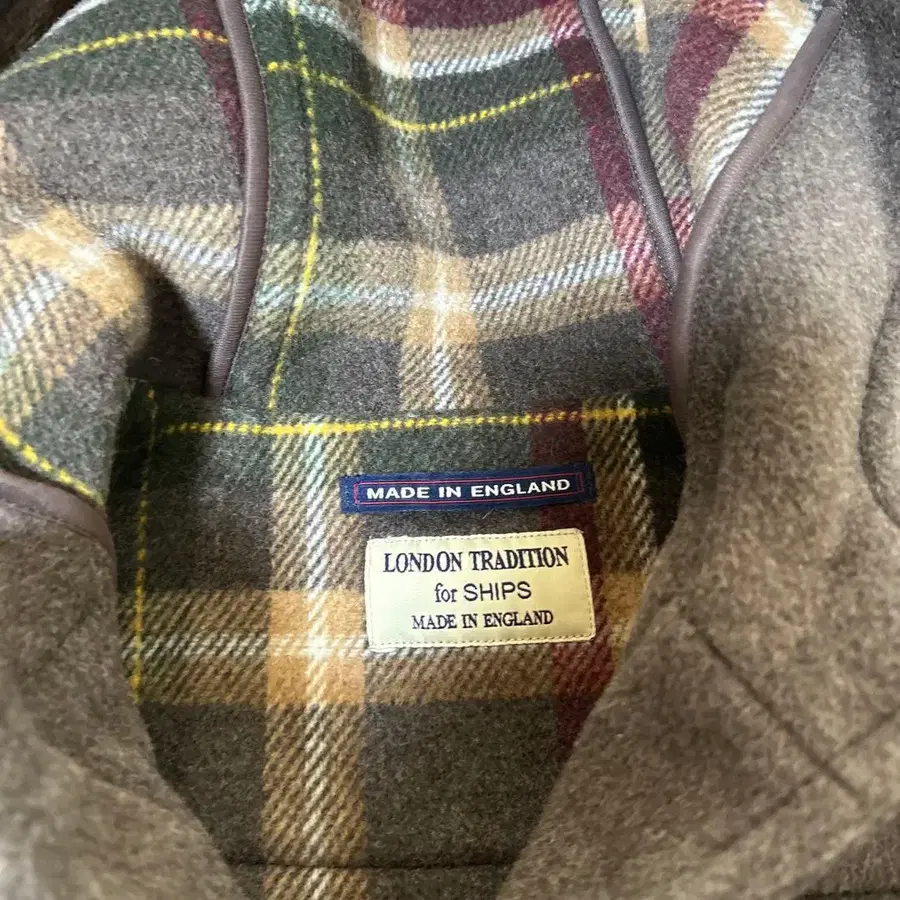 MADE IN ENGLAND
LONDON TRADITION
for SHIPS
MADE IN ENGLAND